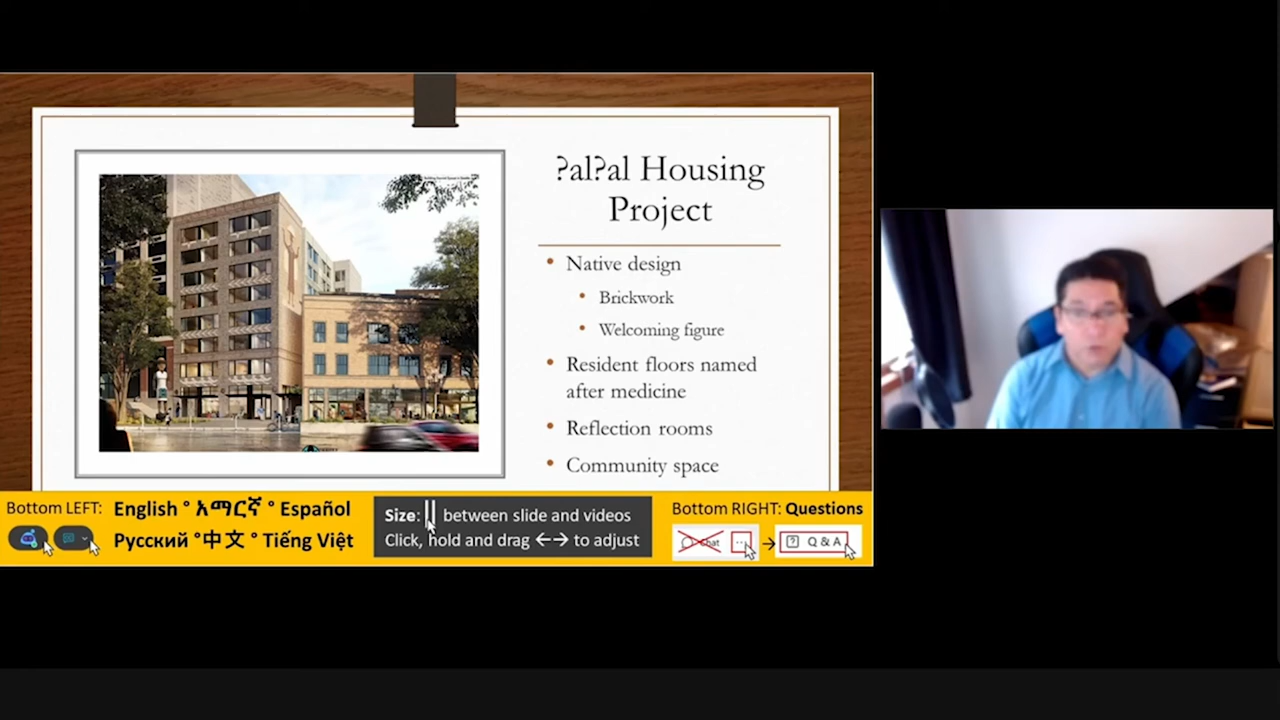 ?al?al Housing
Project
• Native design
• Brickwork
• Welcoming figure
• Resident floors named
after medicine
• Reflection rooms
• Community space
Bottom LEFT: English ° አማርኛ ° Español
Русский °中文 ° Tiếng Việt
Size: || between slide and videos
Click, hold and drag ←→ to adjust
Bottom RIGHT: Questions
Chat ... → ? Q & A